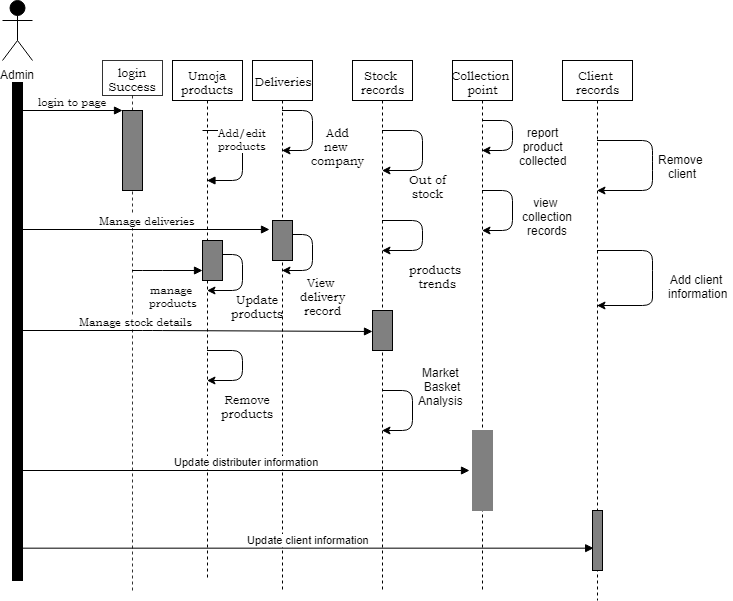 Admin
login
Success
Umoja
products
Deliveries
Stock
records
Collection
point
Client
records
login to page
Add/edit
products
Add
new
company
Out of
stock
report
product
collected
Remove
client
view
collection
records
Manage deliveries
manage
products
Update
products
View
delivery
record
products
trends
Add client
information
Manage stock details
Remove
products
Market
Basket
Analysis
Update distributer information
Update client information